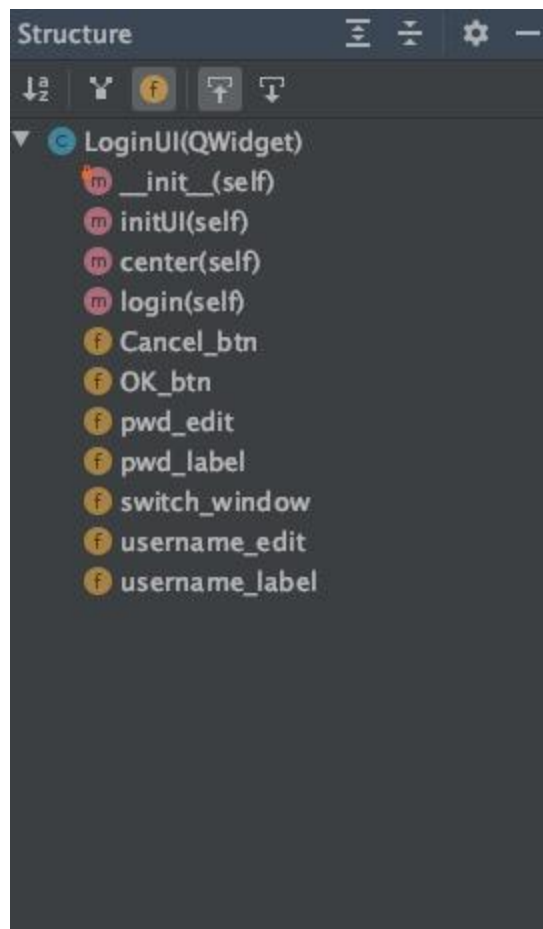 Structure
LoginUI(QWidget)
__init__(self)
initUI(self)
center(self)
login(self)
Cancel_btn
OK_btn
pwd_edit
pwd_label
switch_window
username_edit
username_label